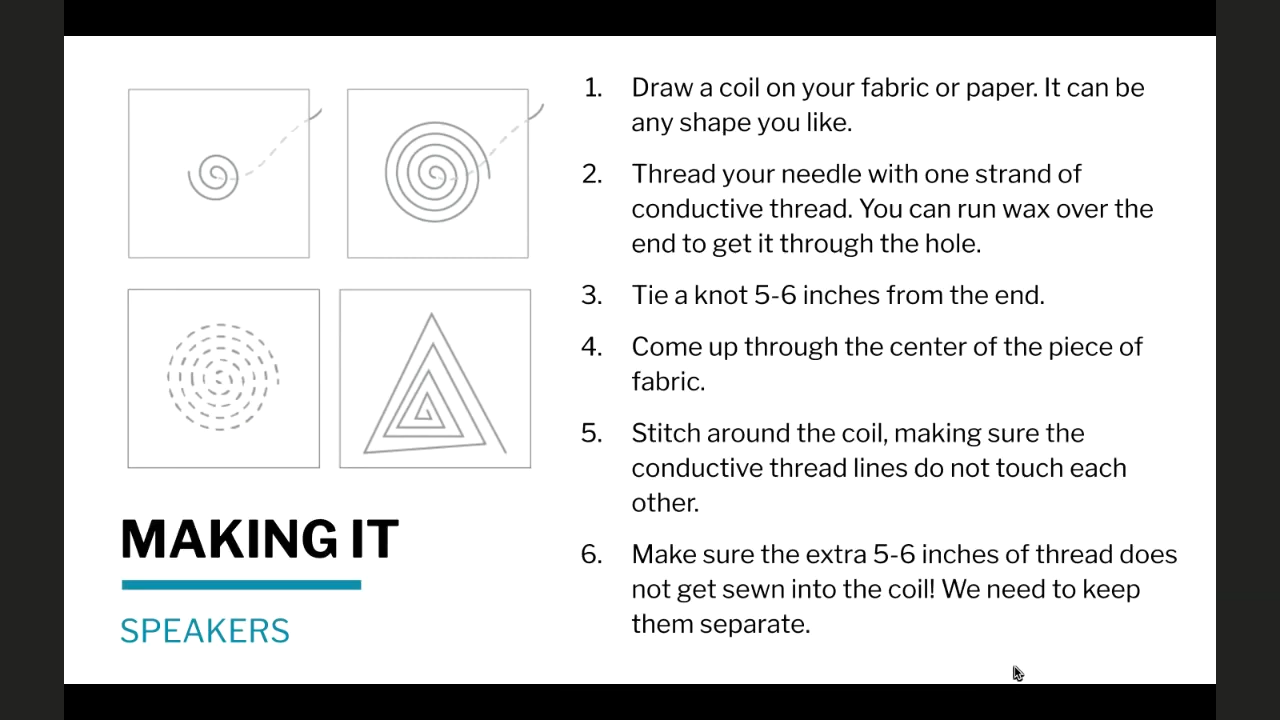 MAKING IT
SPEAKERS
1. Draw a coil on your fabric or paper. It can be
any shape you like.
2. Thread your needle with one strand of
conductive thread. You can run wax over the
end to get it through the hole.
3. Tie a knot 5-6 inches from the end.
4. Come up through the center of the piece of
fabric.
5. Stitch around the coil, making sure the
conductive thread lines do not touch each
other.
6. Make sure the extra 5-6 inches of thread does
not get sewn into the coil! We need to keep
them separate.